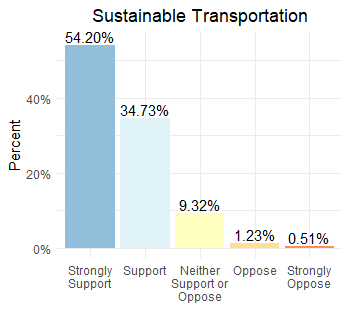 Sustainable Transportation
54.20%
34.73%
9.32%
1.23%
0.51%
Percent
40%
20%
0%
Strongly
Support
Support
Neither
Support or
Oppose
Oppose
Strongly
Oppose